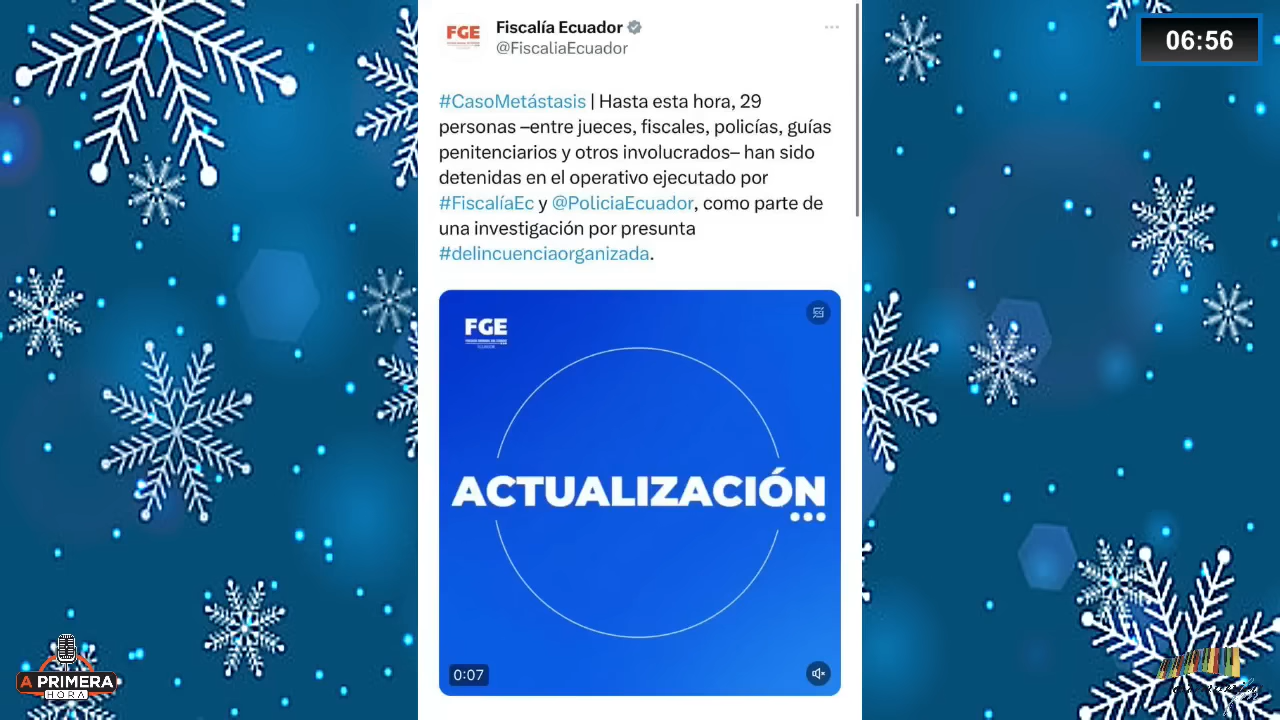 06:56
FGE
Fiscalía Ecuador
@FiscaliaEcuador
#CasoMetástasis | Hasta esta hora, 29
personas –entre jueces, fiscales, policías, guías
penitenciarios y otros involucrados– han sido
detenidas en el operativo ejecutado por
#FiscalíaEc y @PoliciaEcuador, como parte de
una investigación por presunta
#delincuenciaorganizada.
FGE
ECUADOR
ACTUALIZACIÓN
0:07
A PRIMERA
HORA